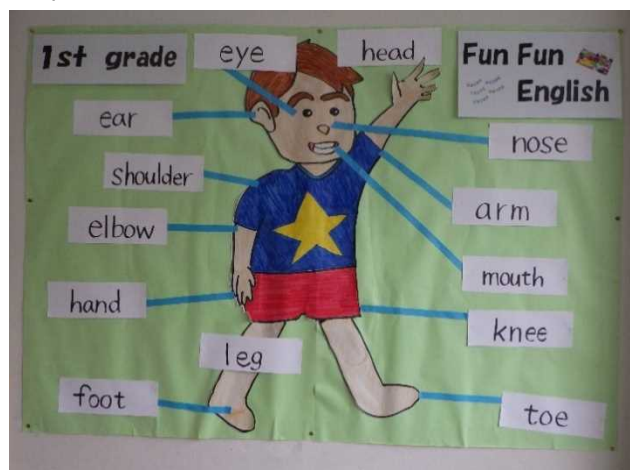 1st grade
eye
head
Fun Fun
English
ear
nose
shoulder
arm
elbow
mouth
hand
knee
leg
foot
toe